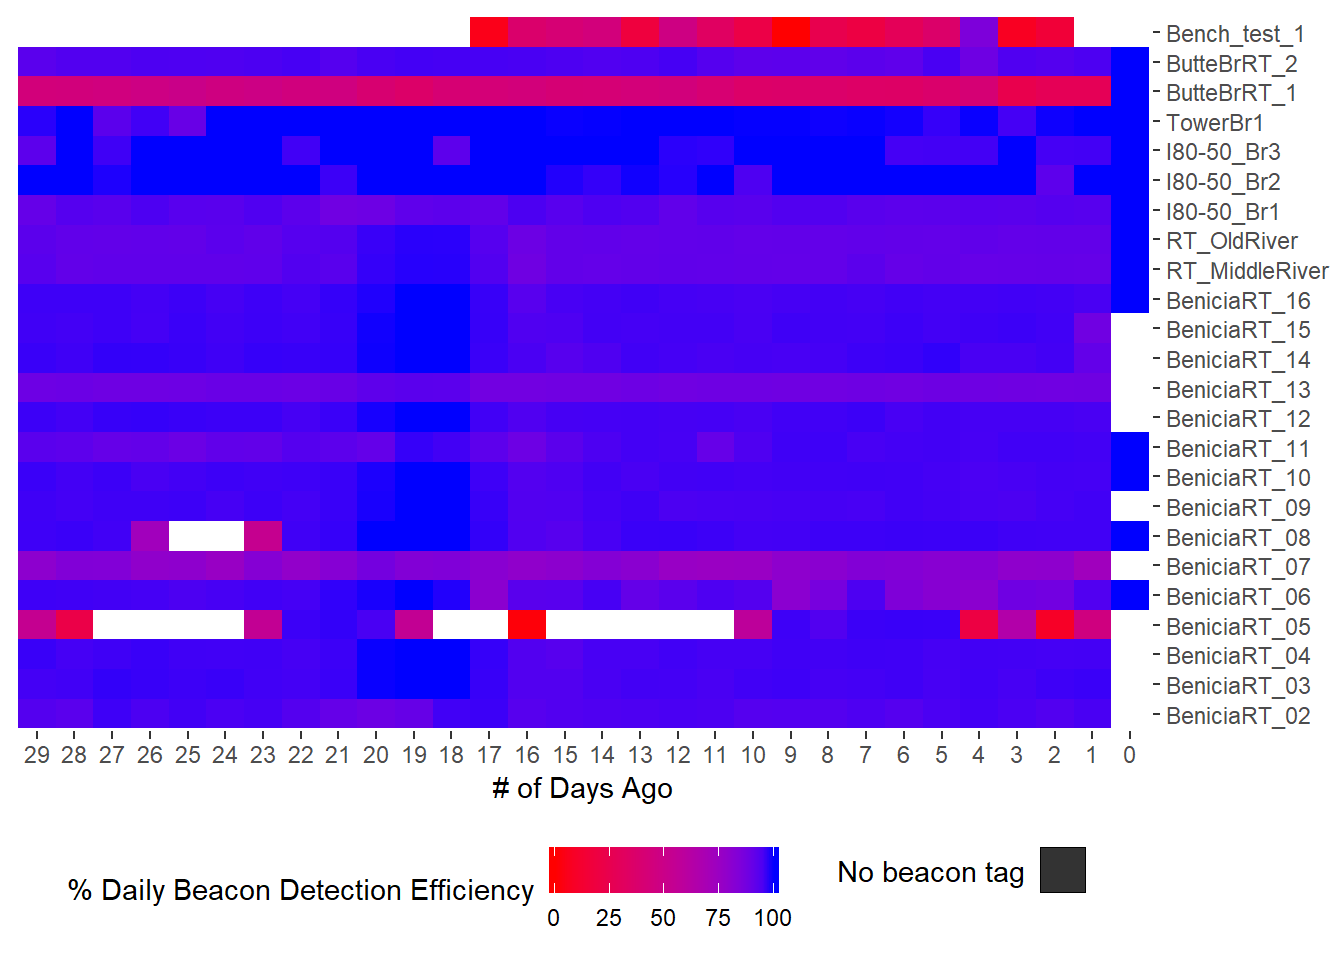 Bench_test_1
ButteBrRT_2
ButteBrRT_1
TowerBr1
I80-50_Br3
I80-50_Br2
I80-50_Br1
RT_OldRiver
RT_MiddleRiver
BeniciaRT_16
BeniciaRT_15
BeniciaRT_14
BeniciaRT_13
BeniciaRT_12
BeniciaRT_11
BeniciaRT_10
BeniciaRT_09
BeniciaRT_08
BeniciaRT_07
BeniciaRT_06
BeniciaRT_05
BeniciaRT_04
BeniciaRT_03
BeniciaRT_02
29 28 27 26 25 24 23 22 21 20 19 18 17 16 15 14 13 12 11 10 9 8 7 6 5 4 3 2 1 0
# of Days Ago
% Daily Beacon Detection Efficiency
0 25 50 75 100
No beacon tag